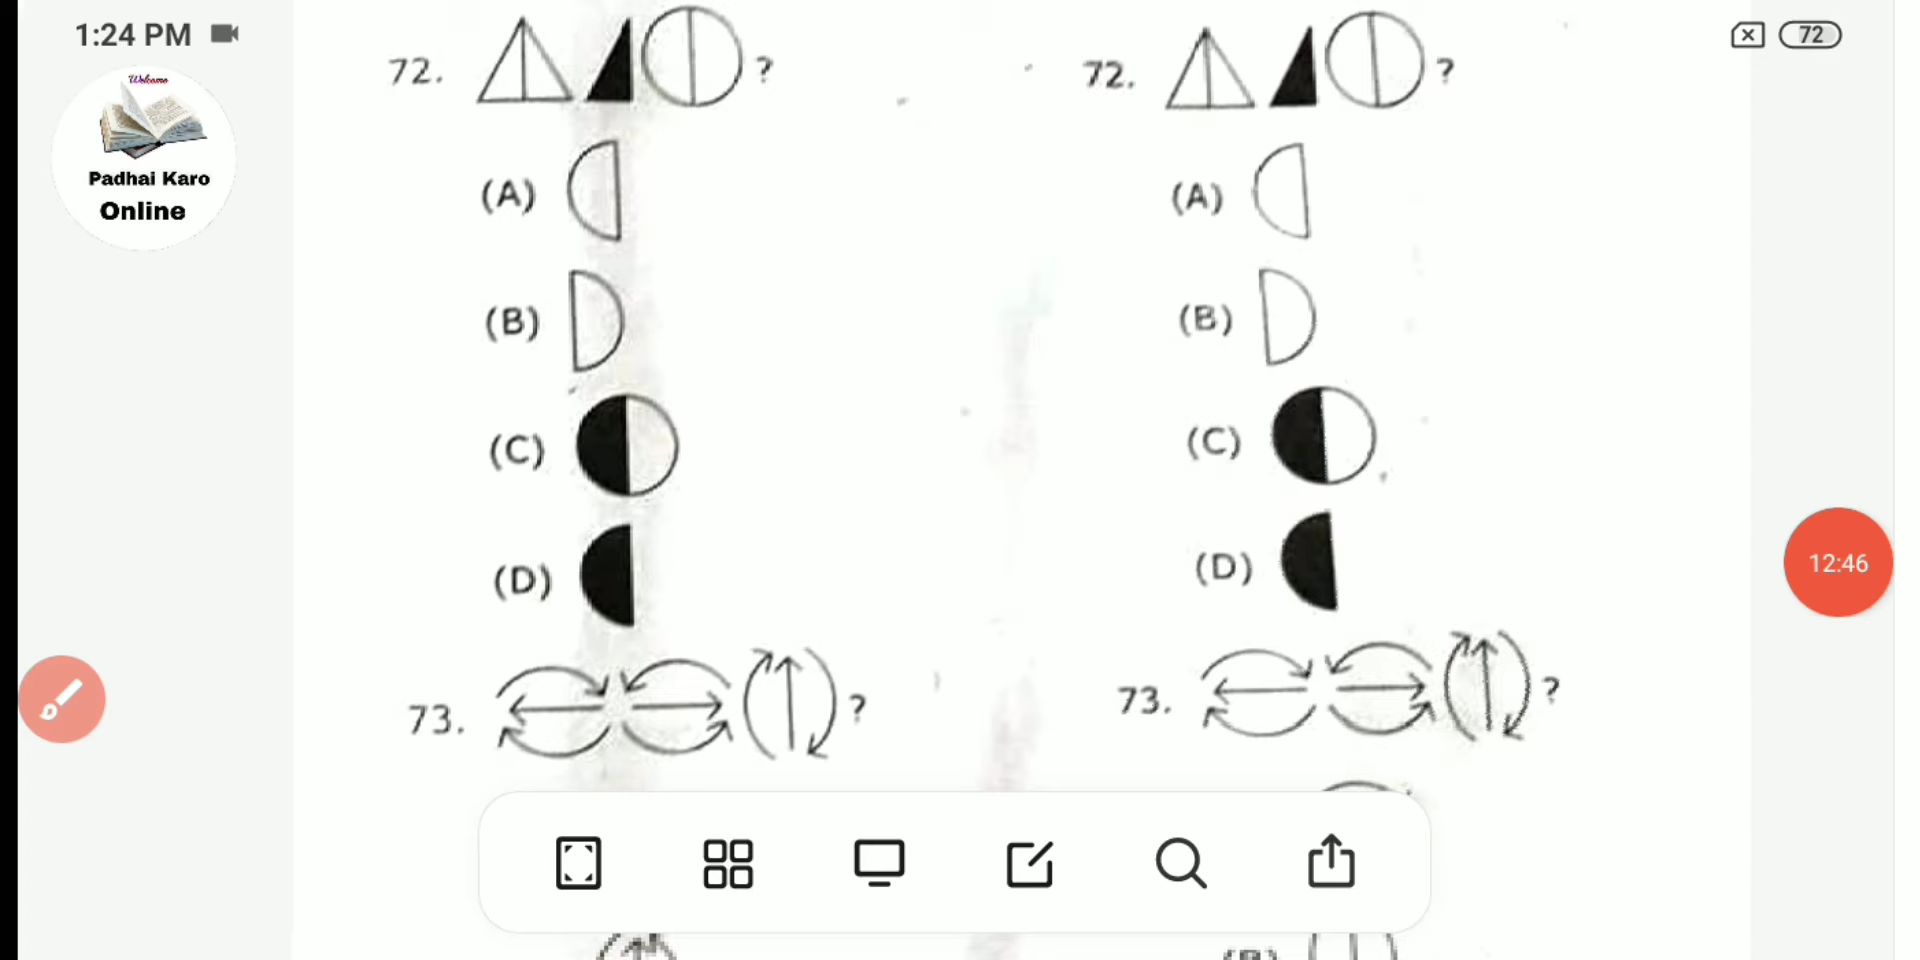 1:24 PM
72
Welcome
Padhai Karo
Online
72. ?
(A)
(B)
(C)
(D)
73. ?
72. ?
(A)
(B)
(C)
(D)
73. ?
12:46